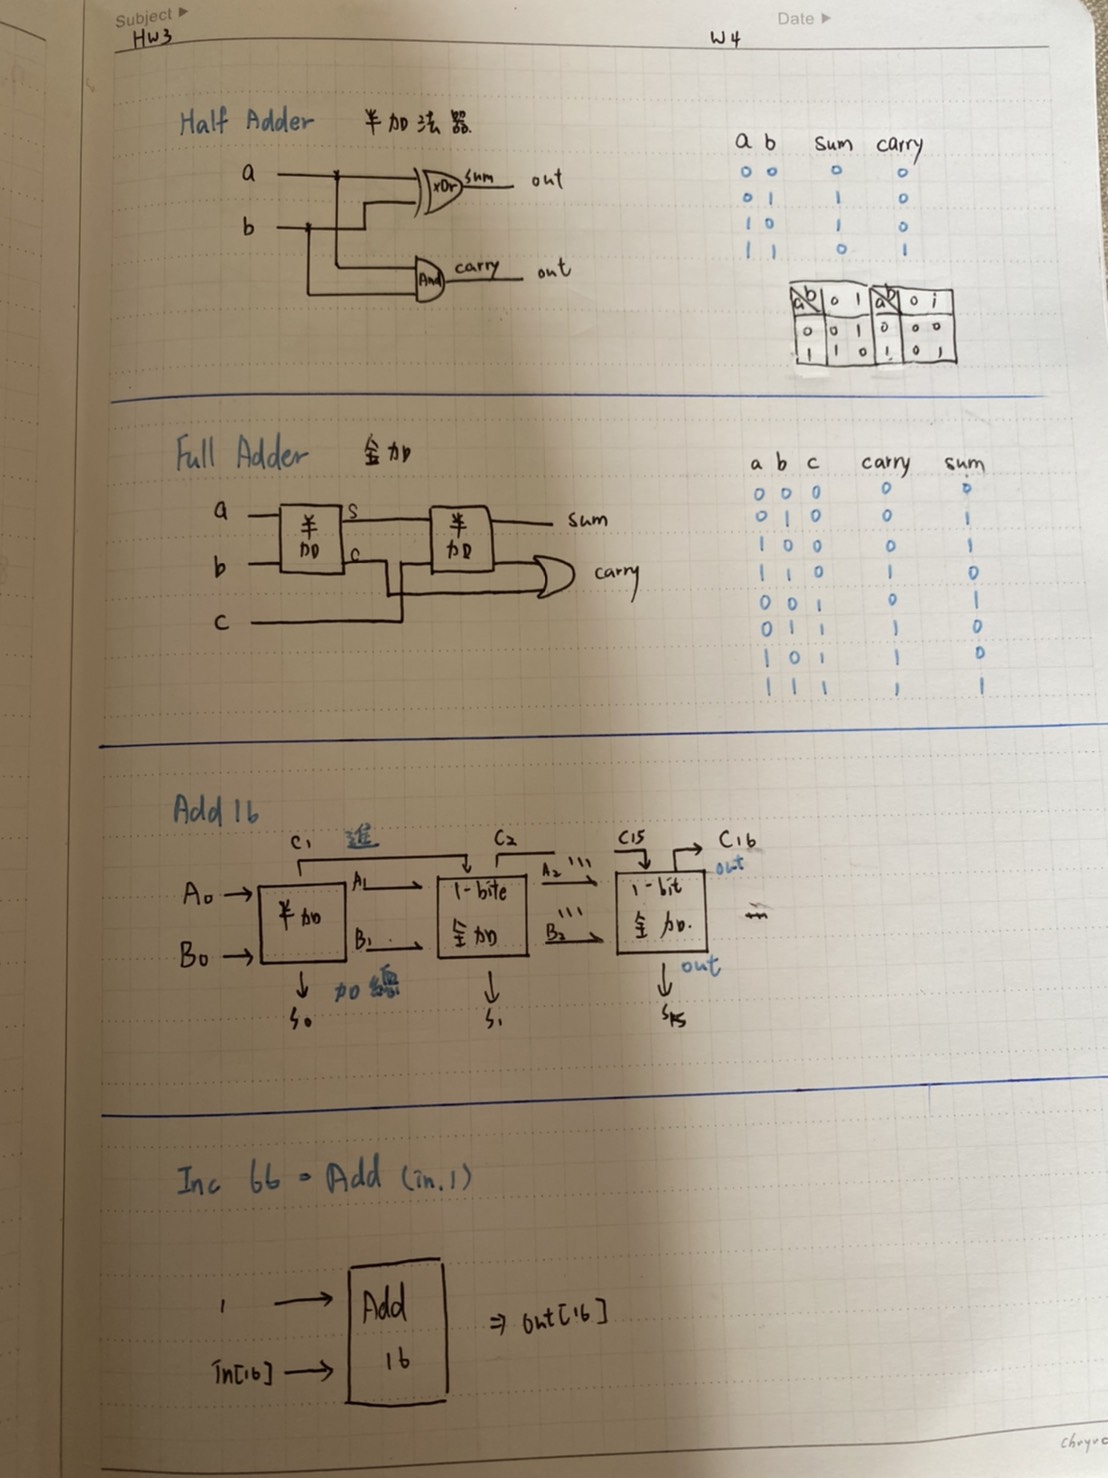 Subject ▶ Date ▶
HW3 W4
Half Adder 半加法器
a b sum carry
0 0 0 0
0 1 1 0
1 0 1 0
1 1 0 1
a xOr sum out
b And carry out
a b 0 1 a b 0 1
0 0 1 0 0 0
1 1 0 1 0 1
Full Adder 全加
a b c carry sum
0 0 0 0 0
0 1 0 0 1
1 0 0 0 1
1 1 0 1 0
0 0 1 0 1
0 1 1 1 0
1 0 1 1 0
1 1 1 1 1
a 半加 S 半加 sum
b C carry
c
Add 16
C1 進 C2 C15 C16
out
A0 半加 A1 1-bite 全加 A2 ... 1-bit 全加.
B0 B1 B2 ...
加總 out
S0 S1 S15
Inc 66 = Add (in.1)
1 Add
in[16] 16 ⇒ out[16]